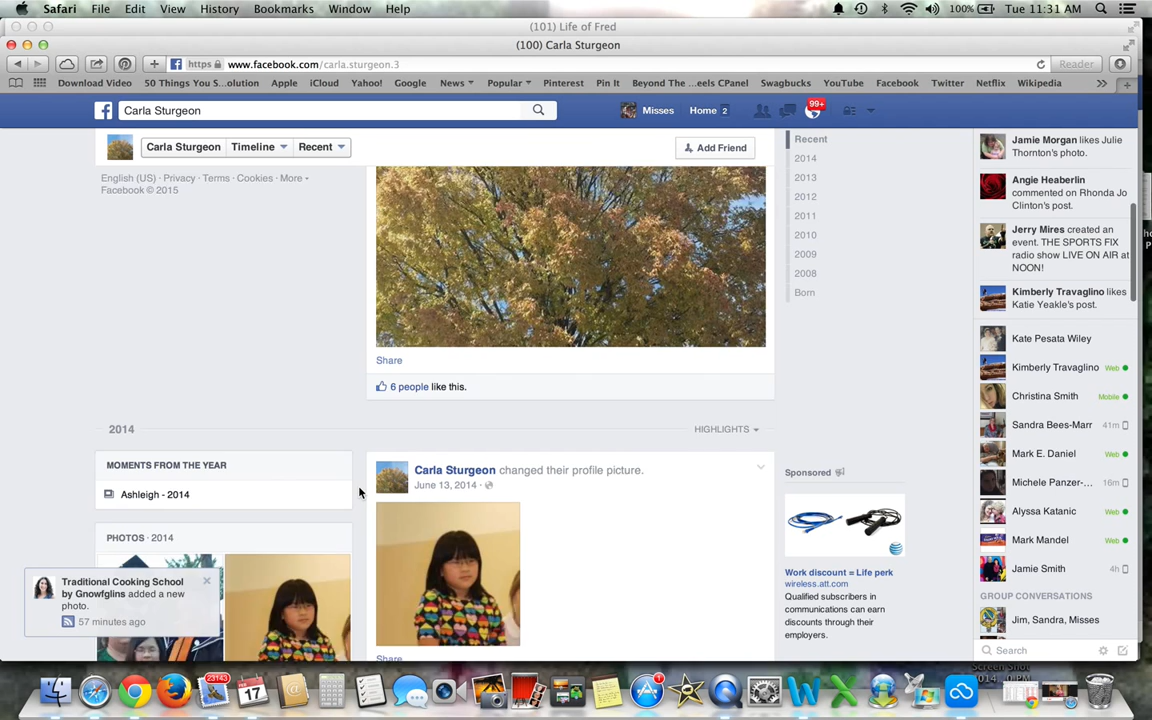 Safari File Edit View History Bookmarks Window Help 100% Tue 11:31 AM
(101) Life of Fred
(100) Carla Sturgeon
https www.facebook.com/carla.sturgeon.3 Reader
Download Video 50 Things You S...olution Apple iCloud Yahoo! Google News Popular Pinterest Pin It Beyond The ...eels CPanel Swagbucks YouTube Facebook Twitter Netflix Wikipedia
Carla Sturgeon Misses Home 2 99+
Carla Sturgeon Timeline Recent Add Friend
English (US) · Privacy · Terms · Cookies · More
Facebook © 2015
Share
6 people like this.
2014 HIGHLIGHTS
MOMENTS FROM THE YEAR
Ashleigh - 2014
PHOTOS · 2014
Traditional Cooking School
by Gnowfglins added a new
photo.
57 minutes ago
Carla Sturgeon changed their profile picture.
June 13, 2014 ·
Share
Recent
2014
2013
2012
2011
2010
2009
2008
Born
Sponsored
Work discount = Life perk
wireless.att.com
Qualified subscribers in
communications can earn
discounts through their
employers.
Jamie Morgan likes Julie
Thornton's photo.
Angie Heaberlin
commented on Rhonda Jo
Clinton's post.
Jerry Mires created an
event. THE SPORTS FIX
radio show LIVE ON AIR at
NOON!
Kimberly Travaglino likes
Katie Yeakle's post.
Kate Pesata Wiley
Kimberly Travaglino Web
Christina Smith Mobile
Sandra Bees-Marr 41m
Mark E. Daniel Web
Michele Panzer-... 16m
Alyssa Katanic Web
Mark Mandel Web
Jamie Smith 4h
GROUP CONVERSATIONS
Jim, Sandra, Misses
Search
23143
FEB
17
1